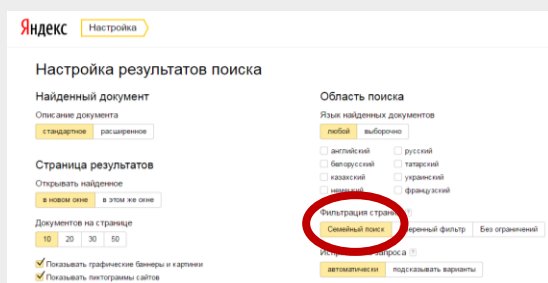 Яндекс Настройка
Настройка результатов поиска
Найденный документ
Описание документа
стандартное расширенное
Страница результатов
Открывать найденное
в новом окне в этом же окне
Документов на странице
10 20 30 50
Показывать графические баннеры и картинки
Показывать пиктограммы сайтов
Область поиска
Язык найденных документов
любой выборочно
английский русский
белорусский татарский
казахский украинский
немецкий французский
Фильтрация
Семейный поиск фильтр Без ограничений
автоматически подсказывать варианты